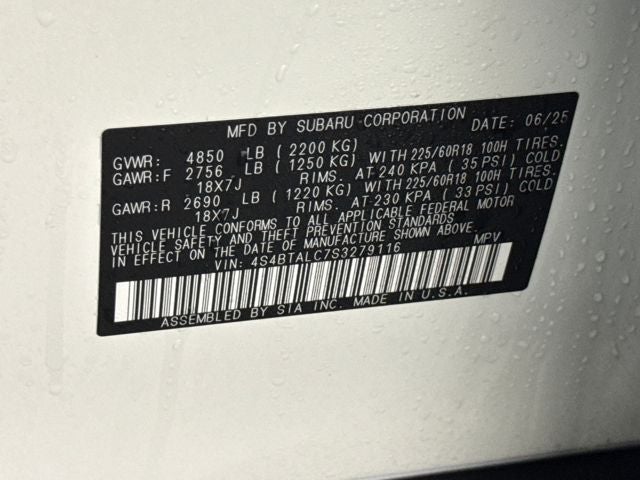 MFD BY SUBARU CORPORATION DATE: 06/25
GVWR: 4850 LB ( 2200 KG)
GAWR:F 2756 LB ( 1250 KG) WITH 225/60R18 100H TIRES.
18X7J RIMS. AT 240 KPA ( 35 PSI) COLD
GAWR:R 2690 LB ( 1220 KG) WITH 225/60R18 100H TIRES.
18X7J RIMS. AT 230 KPA ( 33 PSI) COLD
THIS VEHICLE CONFORMS TO ALL APPLICABLE FEDERAL MOTOR
VEHICLE SAFETY AND THEFT PREVENTION STANDARDS
IN EFFECT ON THE DATE OF MANUFACTURE SHOWN ABOVE.
VIN: 4S4BTALC7S3279116 MPV
ASSEMBLED BY SIA INC. MADE IN U.S.A.